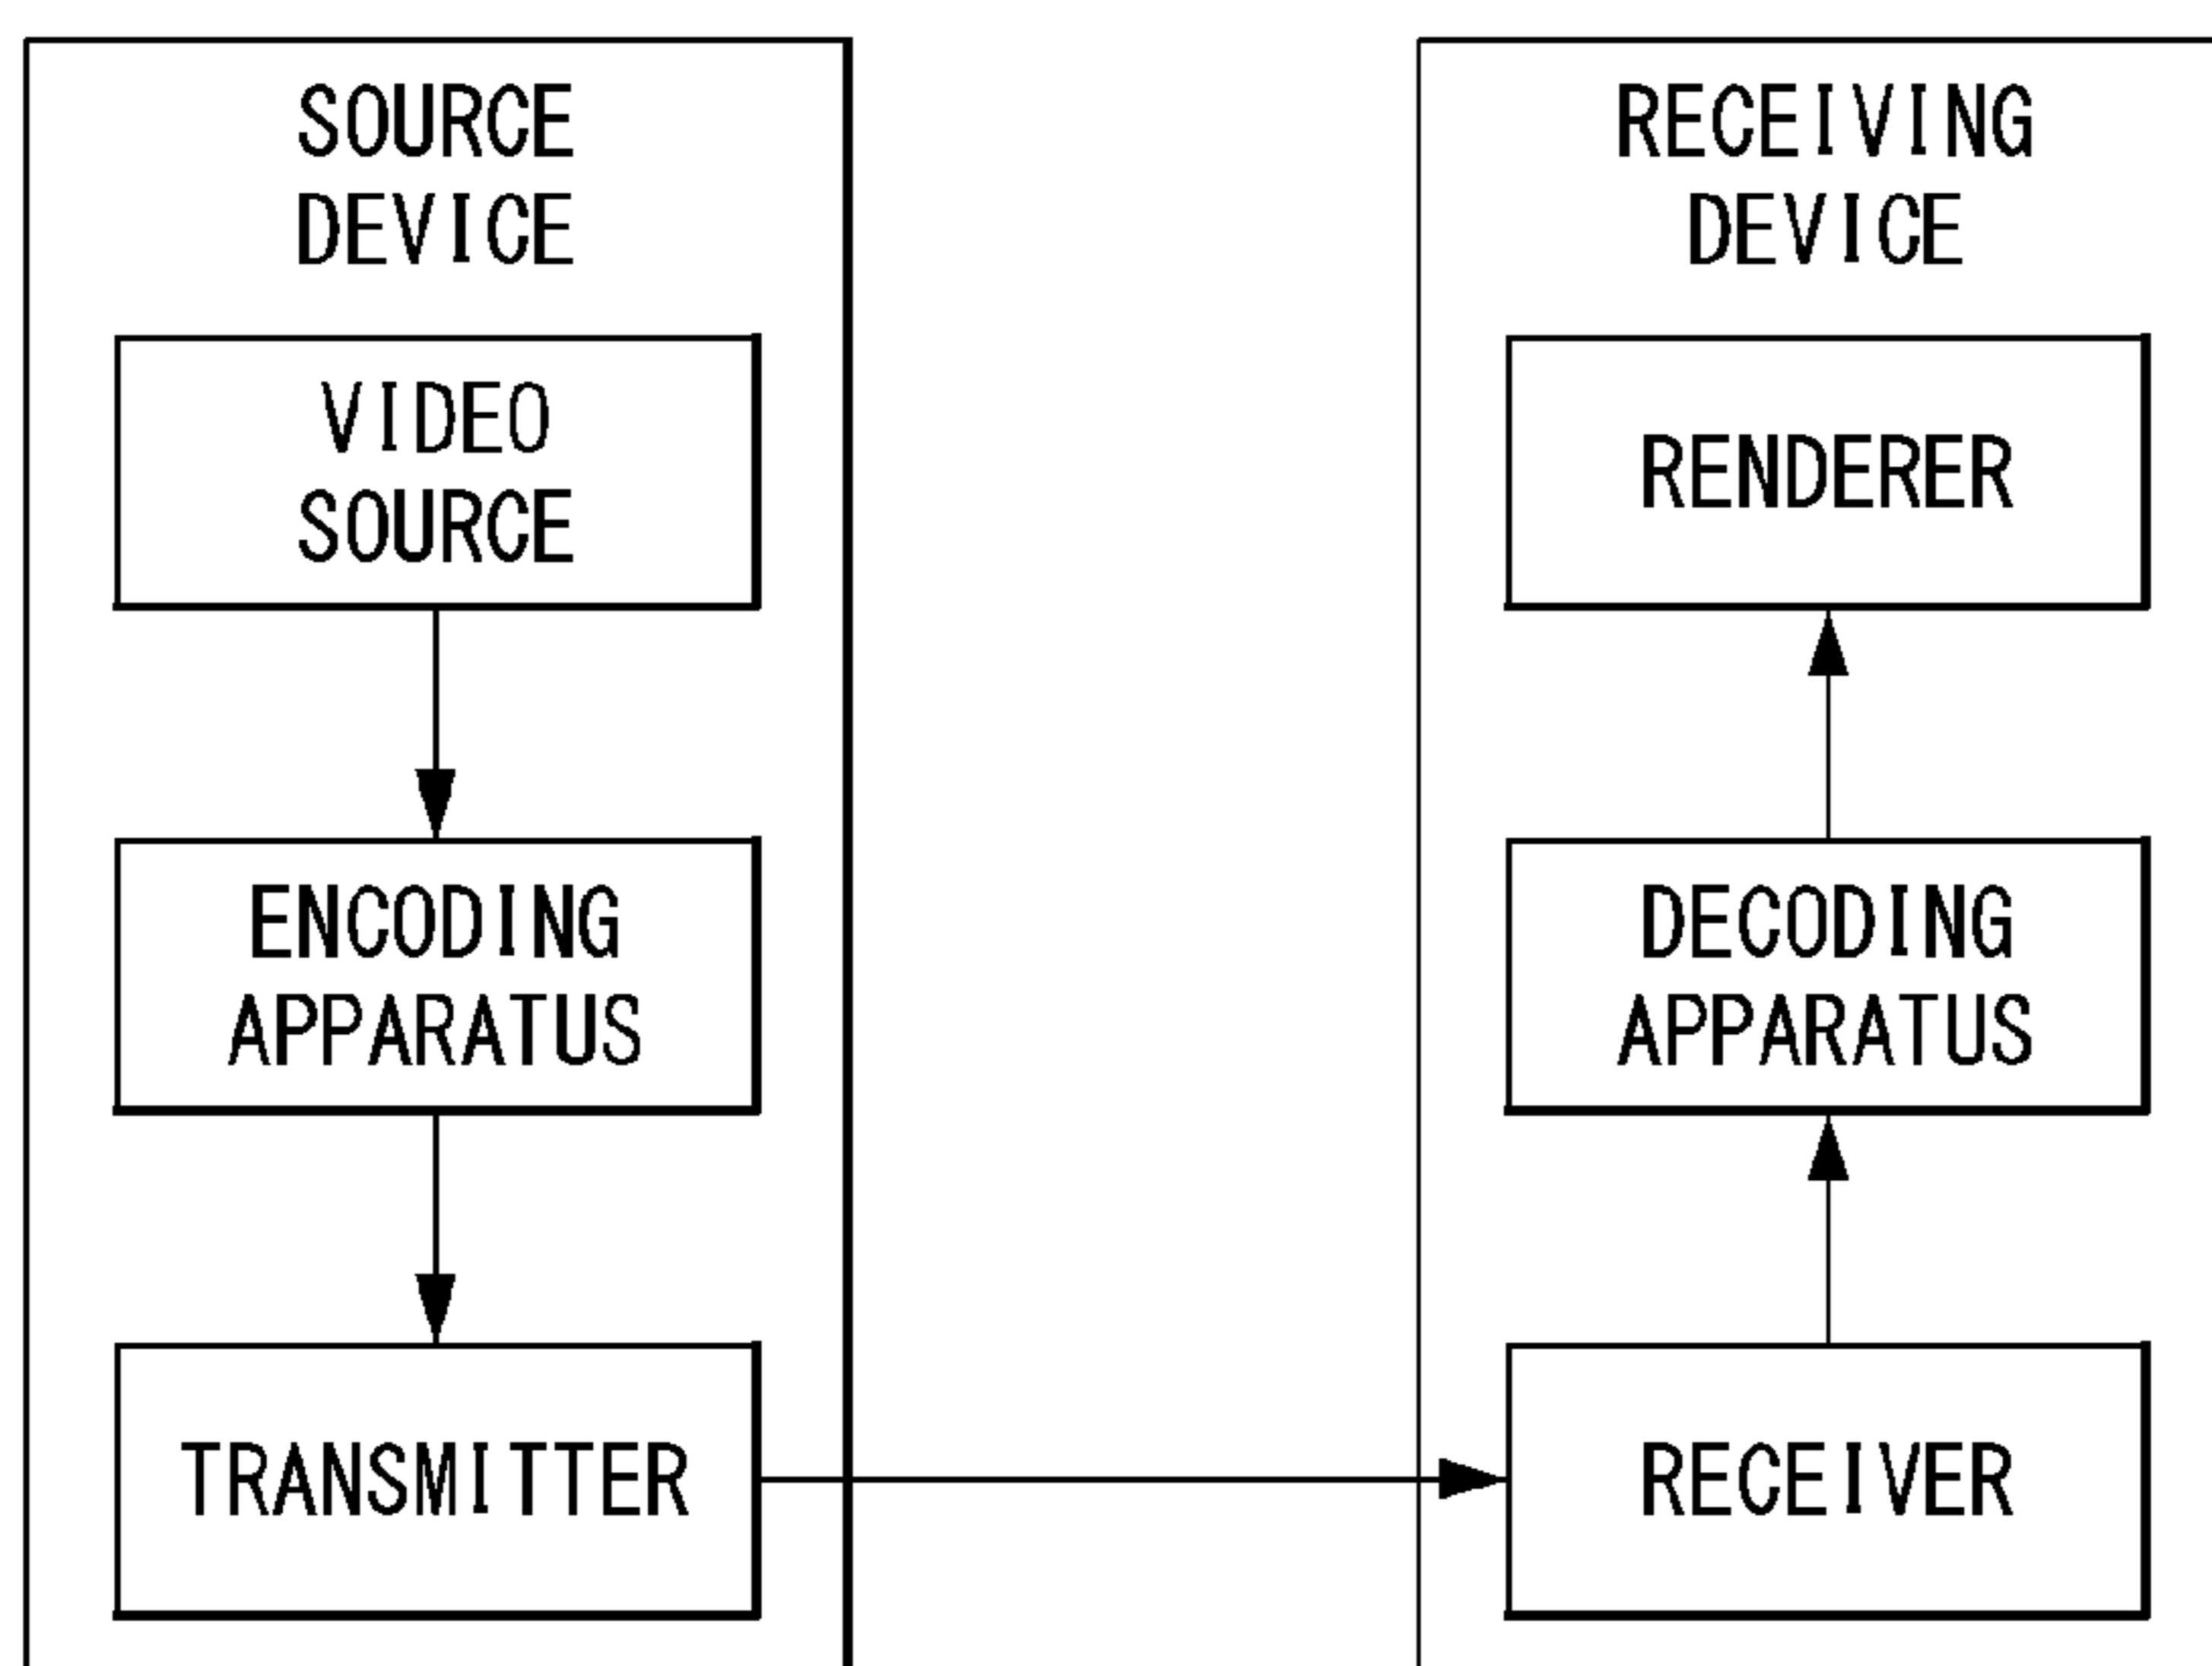 SOURCE
DEVICE
VIDEO
SOURCE
ENCODING
APPARATUS
TRANSMITTER
RECEIVING
DEVICE
RENDERER
DECODING
APPARATUS
RECEIVER